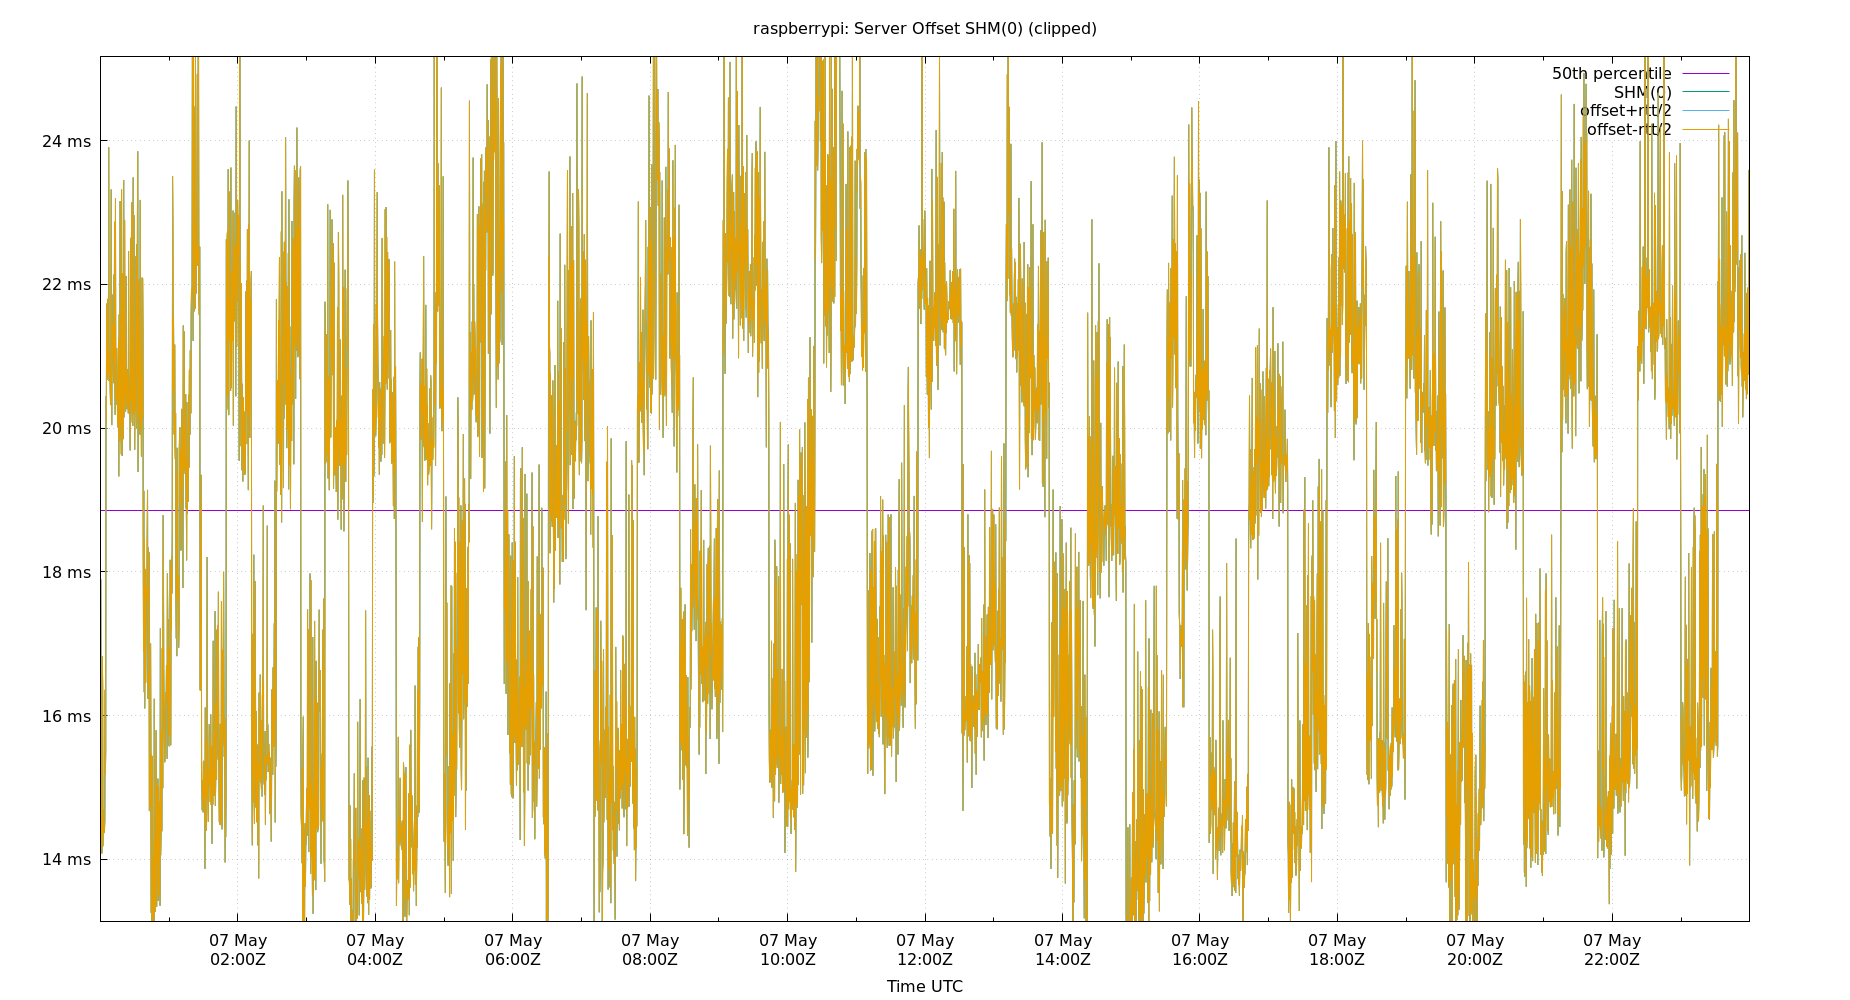 raspberrypi: Server Offset SHM(0) (clipped)
50th percentile
SHM(0)
offset+rtt/2
offset-rtt/2
24 ms
22 ms
20 ms
18 ms
16 ms
14 ms
07 May 07 May 07 May 07 May 07 May 07 May 07 May 07 May 07 May 07 May 07 May
02:00Z 04:00Z 06:00Z 08:00Z 10:00Z 12:00Z 14:00Z 16:00Z 18:00Z 20:00Z 22:00Z
Time UTC